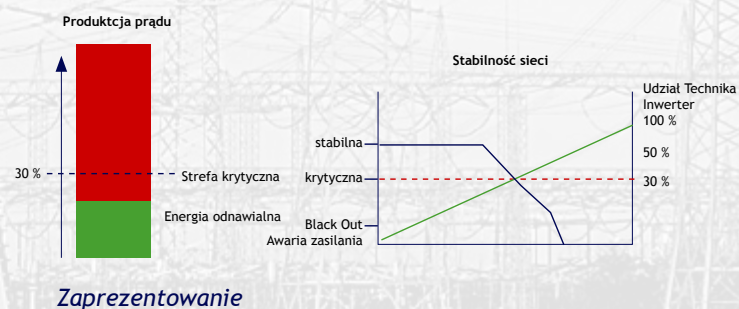 Produktcja prądu
30 %
Strefa krytyczna
Energia odnawialna
Stabilność sieci
stabilna
krytyczna
Black Out
Awaria zasilania
Udział Technika
Inwerter
100 %
50 %
30 %
Zaprezentowanie